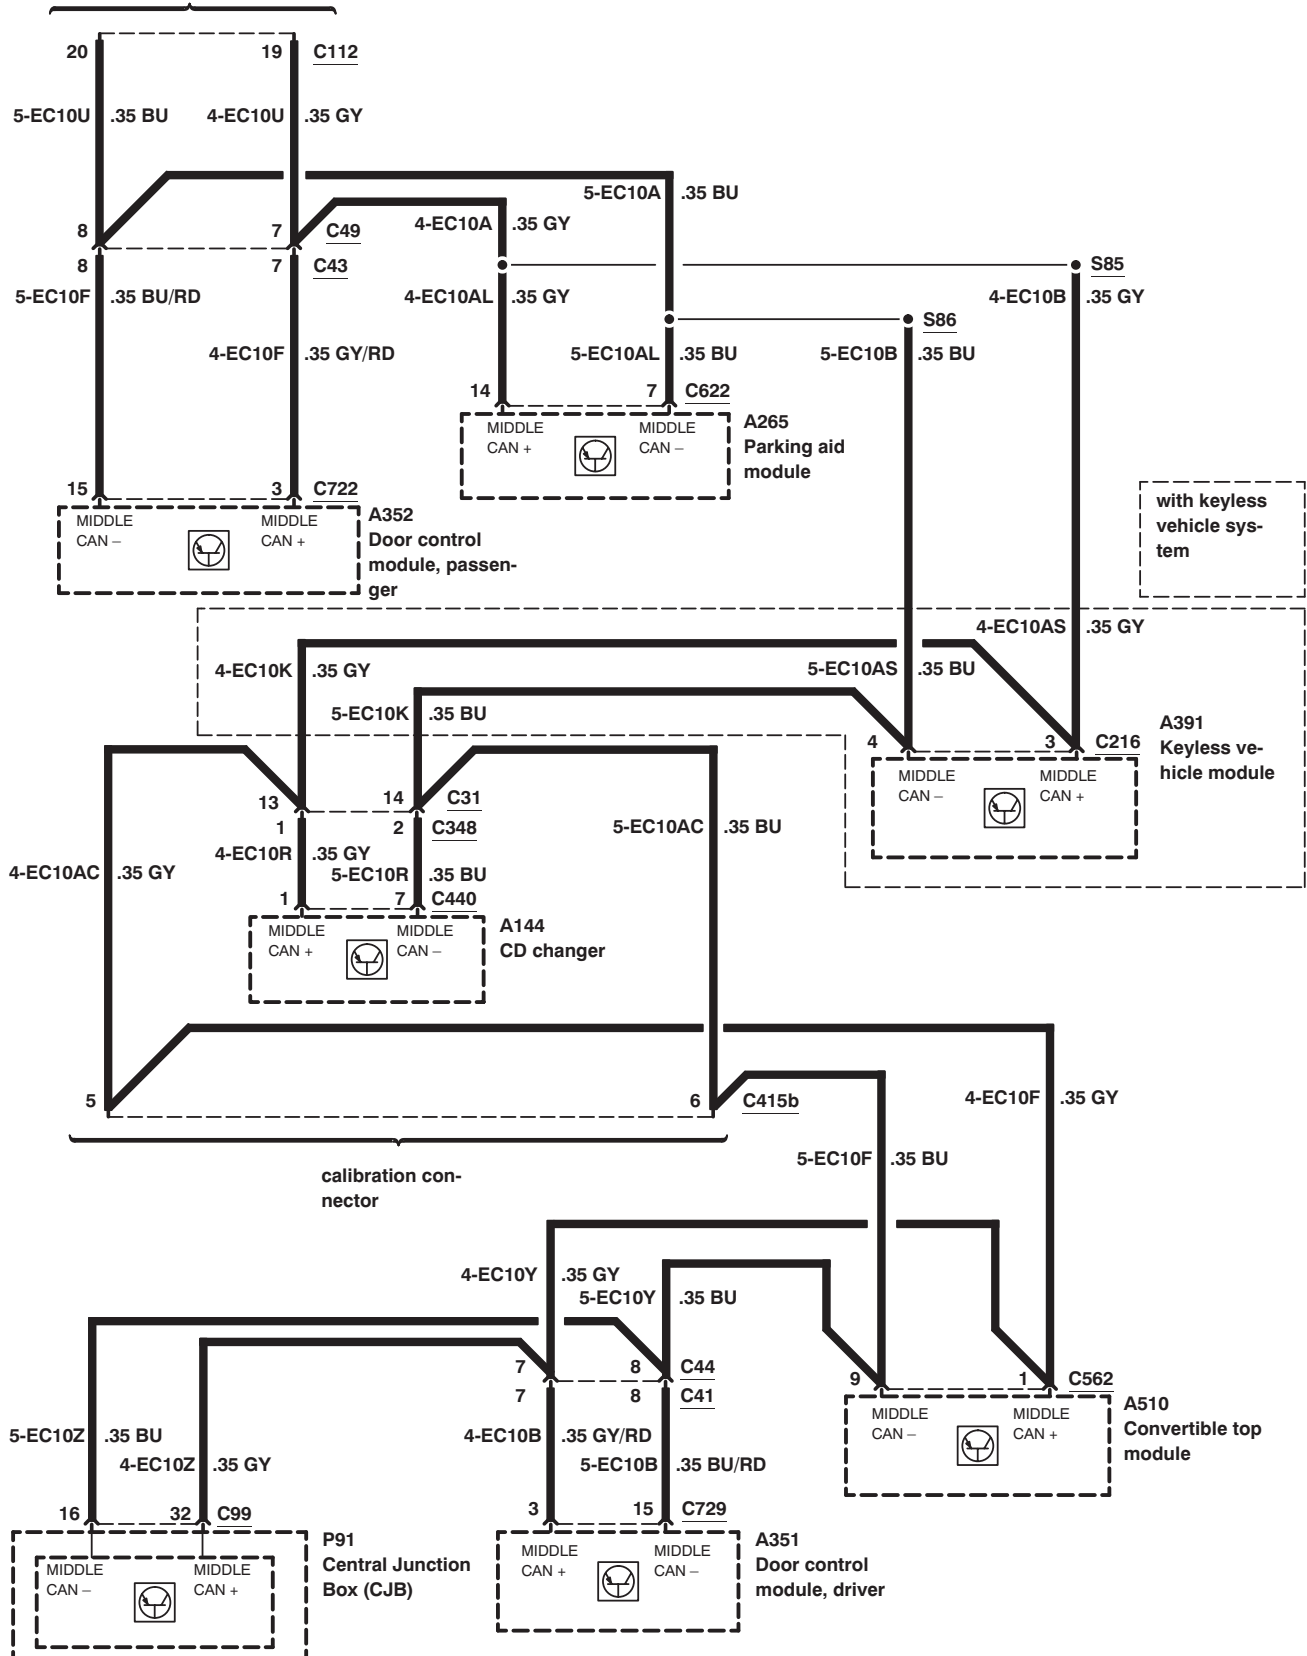 20 19 C112
5-EC10U .35 BU 4-EC10U .35 GY
5-EC10A .35 BU
4-EC10A .35 GY
8 7 C49
8 7 C43
S85
5-EC10F .35 BU/RD
4-EC10AL .35 GY
4-EC10B .35 GY
S86
4-EC10F .35 GY/RD
5-EC10AL .35 BU
5-EC10B .35 BU
14 7 C622
MIDDLE CAN +
MIDDLE CAN –
A265
Parking aid
module
15 3 C722
MIDDLE CAN –
MIDDLE CAN +
A352
Door control
module, passen-
ger
with keyless
vehicle sys-
tem
4-EC10AS .35 GY
4-EC10K .35 GY
5-EC10AS .35 BU
5-EC10K .35 BU
4 3 C216
MIDDLE CAN –
MIDDLE CAN +
A391
Keyless ve-
hicle module
13 14 C31
1 2 C348
5-EC10AC .35 BU
4-EC10R .35 GY
4-EC10AC .35 GY
5-EC10R .35 BU
1 7 C440
MIDDLE CAN +
MIDDLE CAN –
A144
CD changer
5 6 C415b
4-EC10F .35 GY
calibration con-
nector
5-EC10F .35 BU
4-EC10Y .35 GY
5-EC10Y .35 BU
7 8 C44
7 8 C41
9 1 C562
MIDDLE CAN –
MIDDLE CAN +
A510
Convertible top
module
5-EC10Z .35 BU
4-EC10B .35 GY/RD
4-EC10Z .35 GY
5-EC10B .35 BU/RD
16 32 C99
MIDDLE CAN –
MIDDLE CAN +
P91
Central Junction
Box (CJB)
3 15 C729
MIDDLE CAN +
MIDDLE CAN –
A351
Door control
module, driver